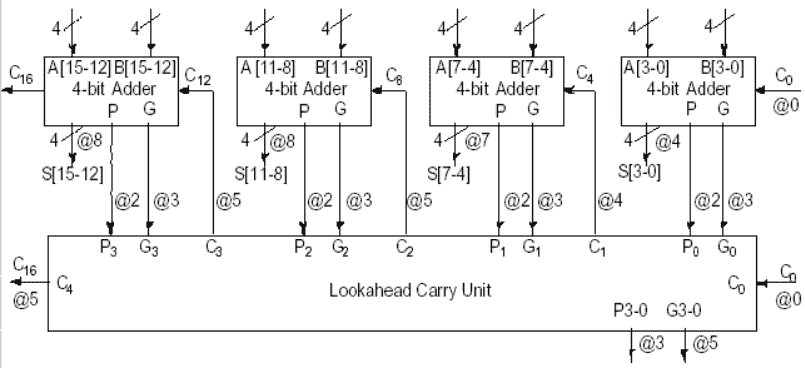 4 4 4 4 4 4 4 4
A[15-12] B[15-12] A[11-8] B[11-8] A[7-4] B[7-4] A[3-0] B[3-0]
C16 4-bit Adder C12 4-bit Adder C8 4-bit Adder C4 4-bit Adder C0
P G P G P G P G @0
4 @8 4 @8 4 @7 4 @4
S[15-12] S[11-8] S[7-4] S[3-0]
@2 @3 @5 @2 @3 @5 @2 @3 @4 @2 @3
P3 G3 C3 P2 G2 C2 P1 G1 C1 P0 G0
C16 C4 Lookahead Carry Unit C0 C0
@5 @0
P3-0 G3-0
@3 @5